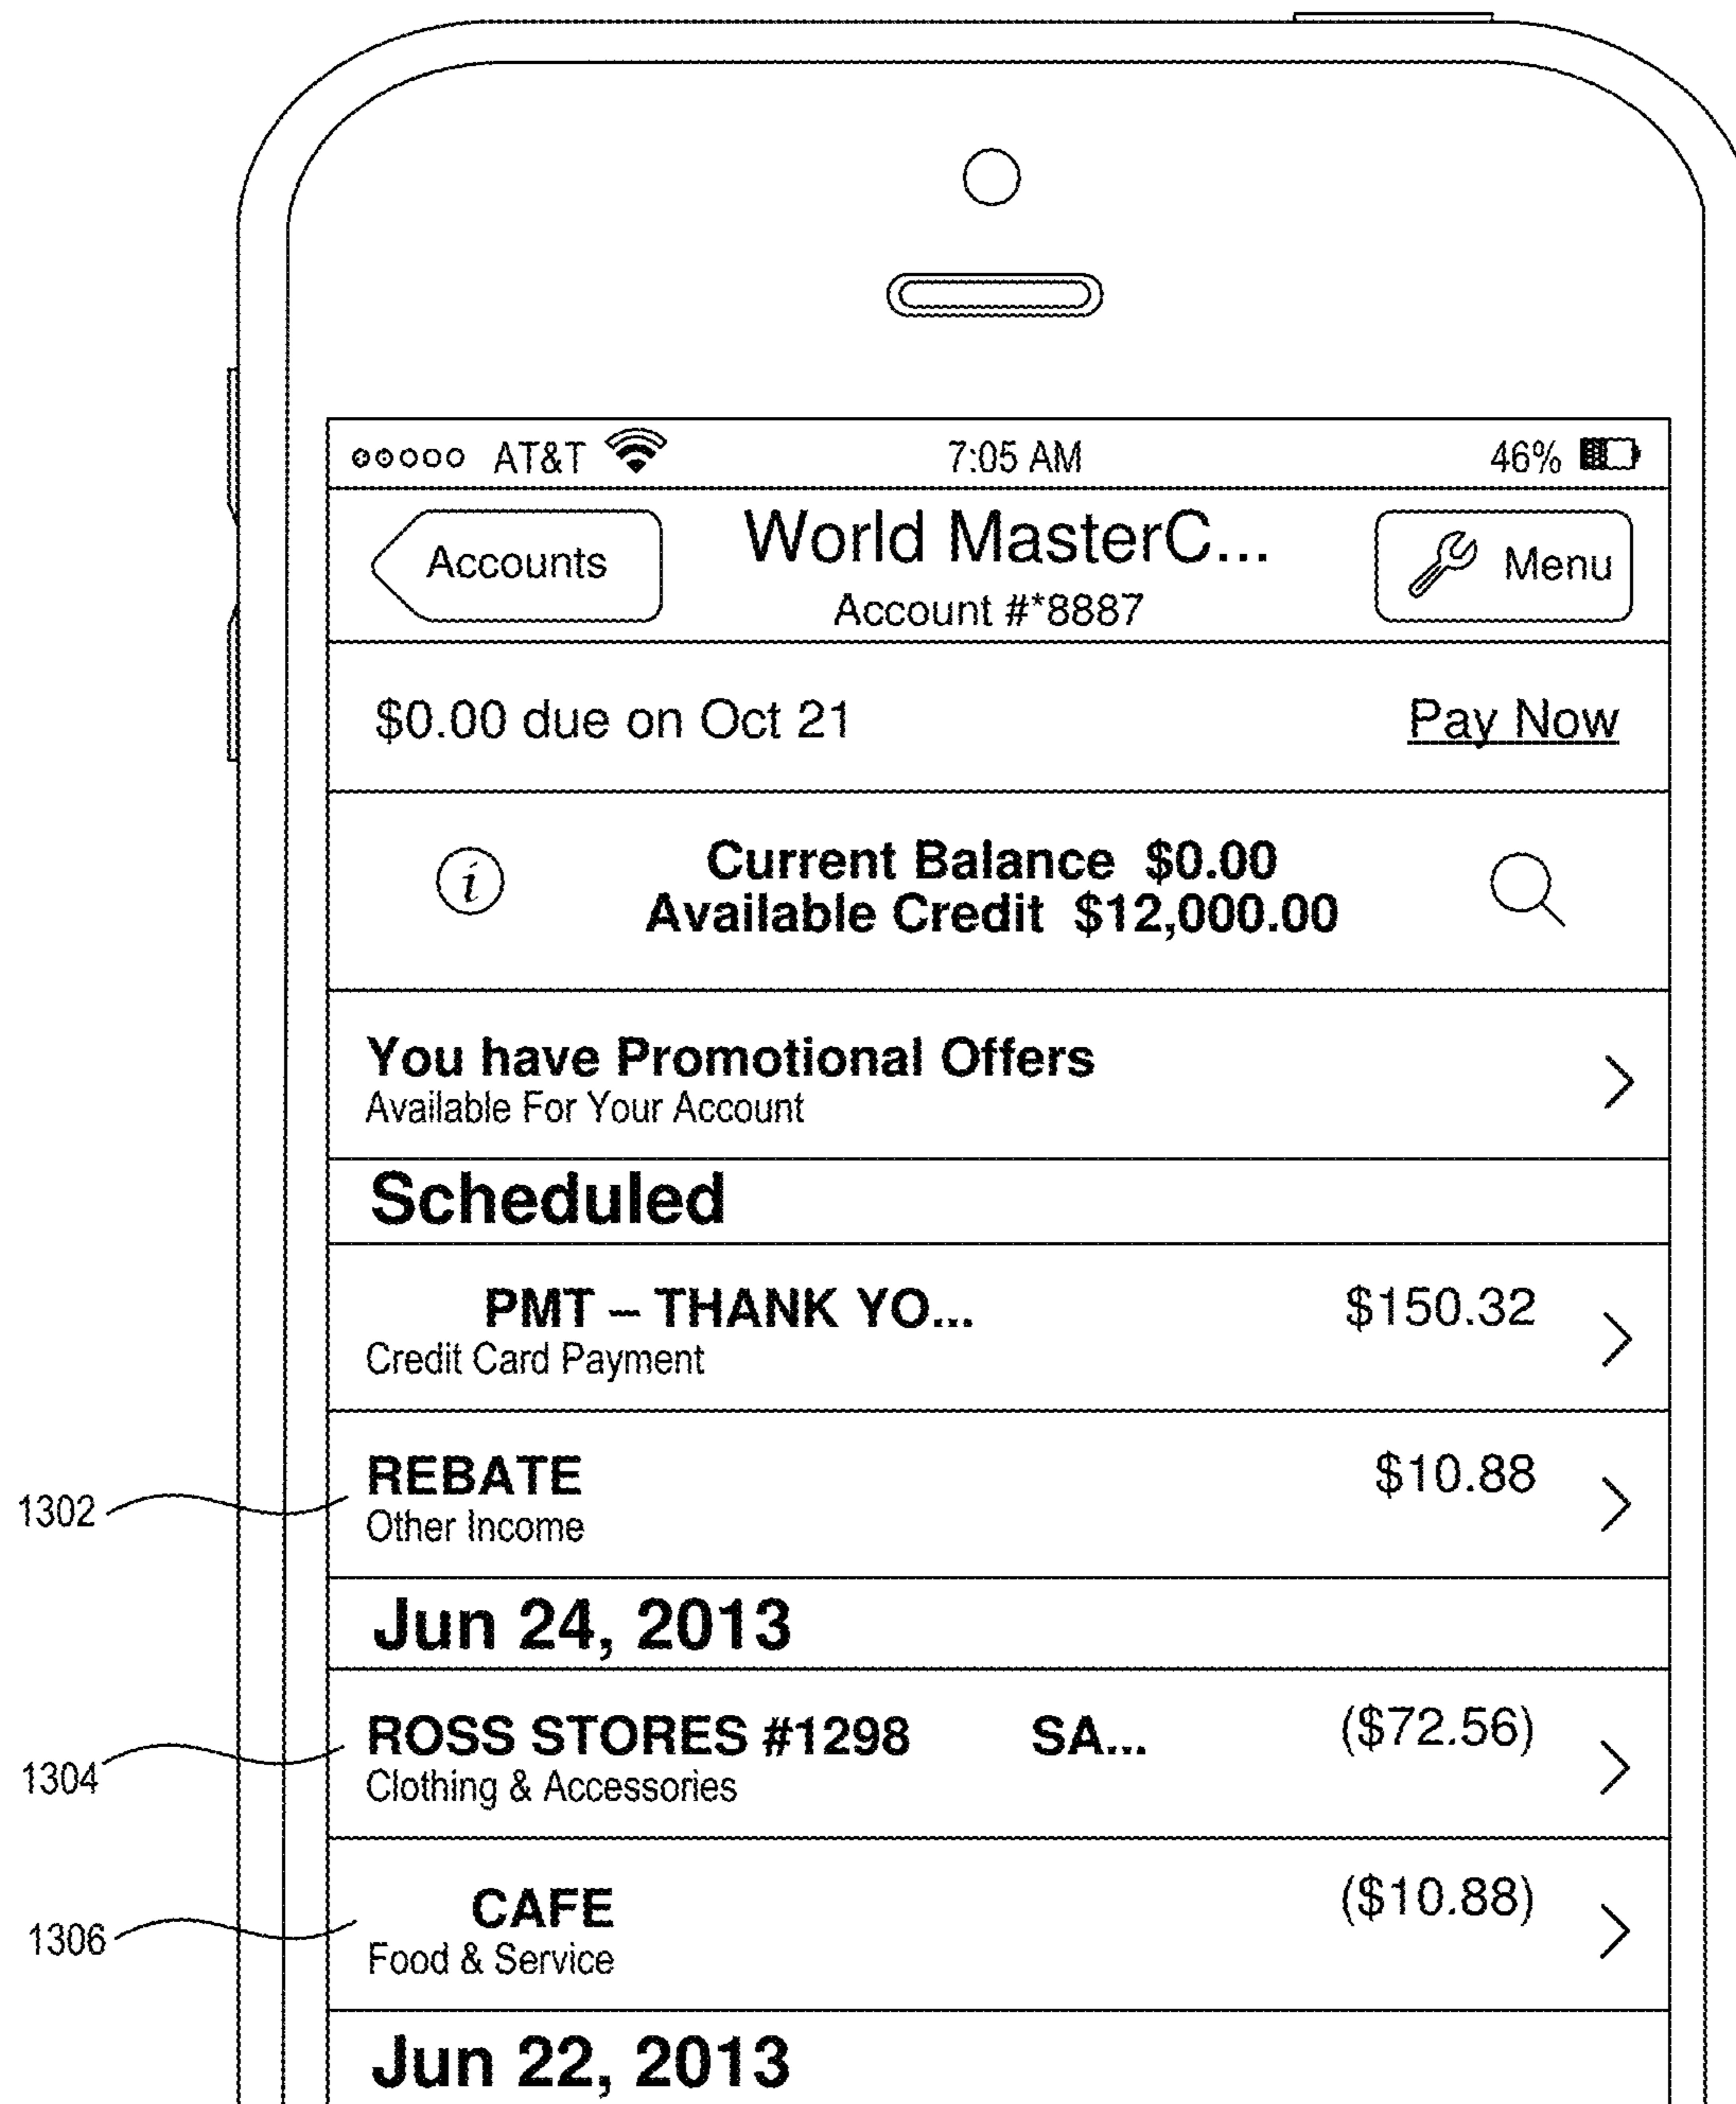 AT&T 7:05 AM 46%
Accounts World MasterC... Menu
Account #*8887
$0.00 due on Oct 21 Pay Now
i Current Balance $0.00
Available Credit $12,000.00
You have Promotional Offers
Available For Your Account
Scheduled
PMT – THANK YO... $150.32
Credit Card Payment
REBATE $10.88
1302 Other Income
Jun 24, 2013
ROSS STORES #1298 SA... ($72.56)
1304 Clothing & Accessories
CAFE ($10.88)
1306 Food & Service
Jun 22, 2013